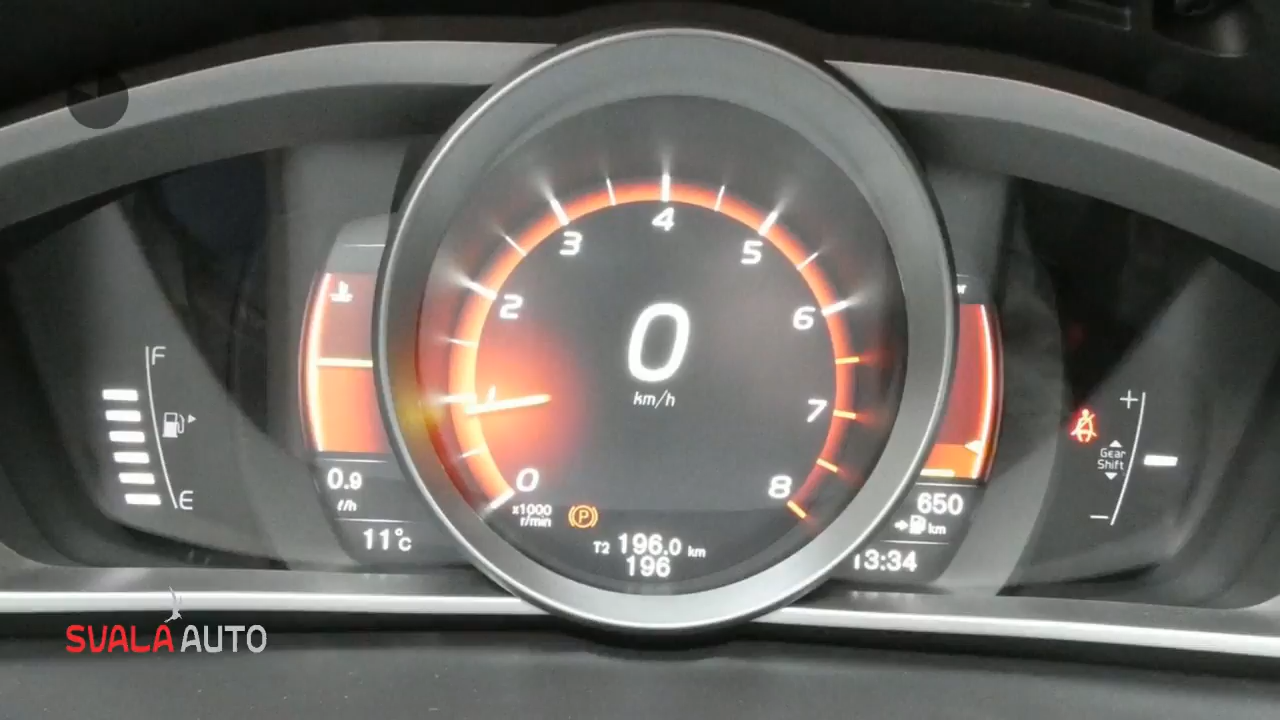 F
E
0.9
ℓ/h
11°c
0
1
2
3
4
5
6
7
8
0
km/h
x1000
r/min
(P)
T2 196.0 km
196
650
km
13:34
+
Gear
Shift
−
SVALA AUTO